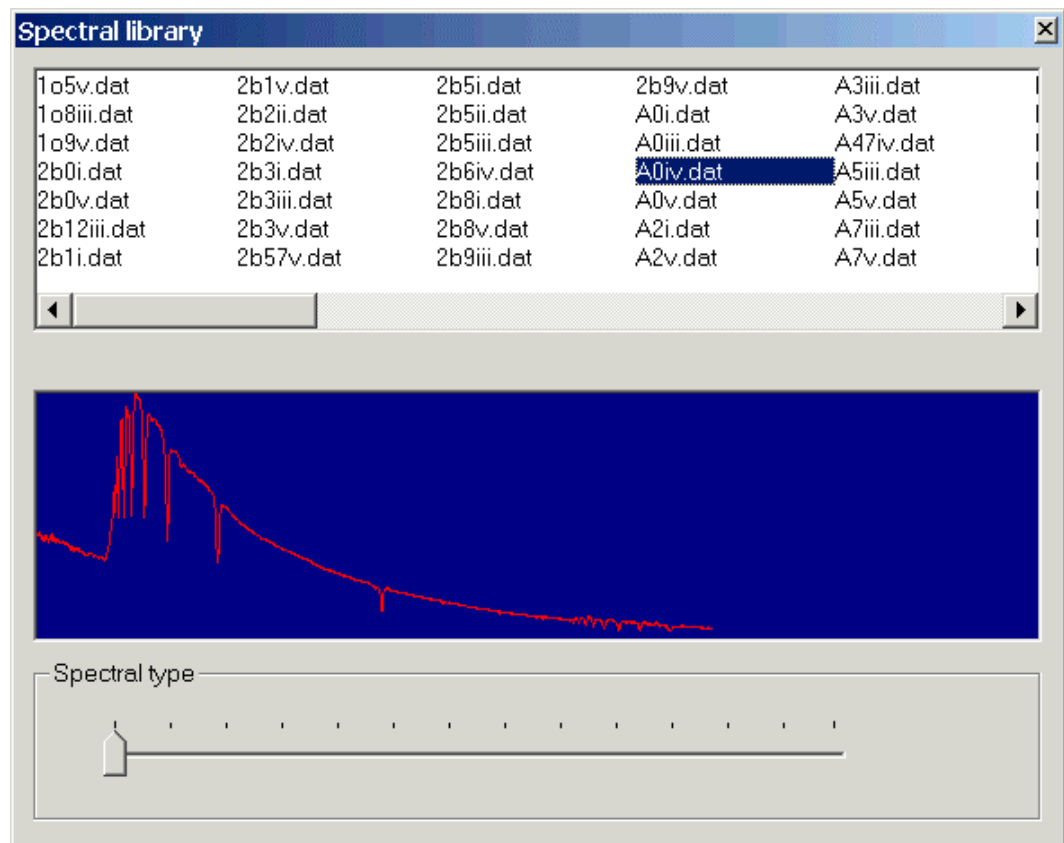 Spectral library
1o5v.dat 2b1v.dat 2b5i.dat 2b9v.dat A3iii.dat
1o8iii.dat 2b2ii.dat 2b5ii.dat A0i.dat A3v.dat
1o9v.dat 2b2iv.dat 2b5iii.dat A0iii.dat A47iv.dat
2b0i.dat 2b3i.dat 2b6iv.dat A0iv.dat A5iii.dat
2b0v.dat 2b3iii.dat 2b8i.dat A0v.dat A5v.dat
2b12iii.dat 2b3v.dat 2b8v.dat A2i.dat A7iii.dat
2b1i.dat 2b57v.dat 2b9iii.dat A2v.dat A7v.dat
Spectral type